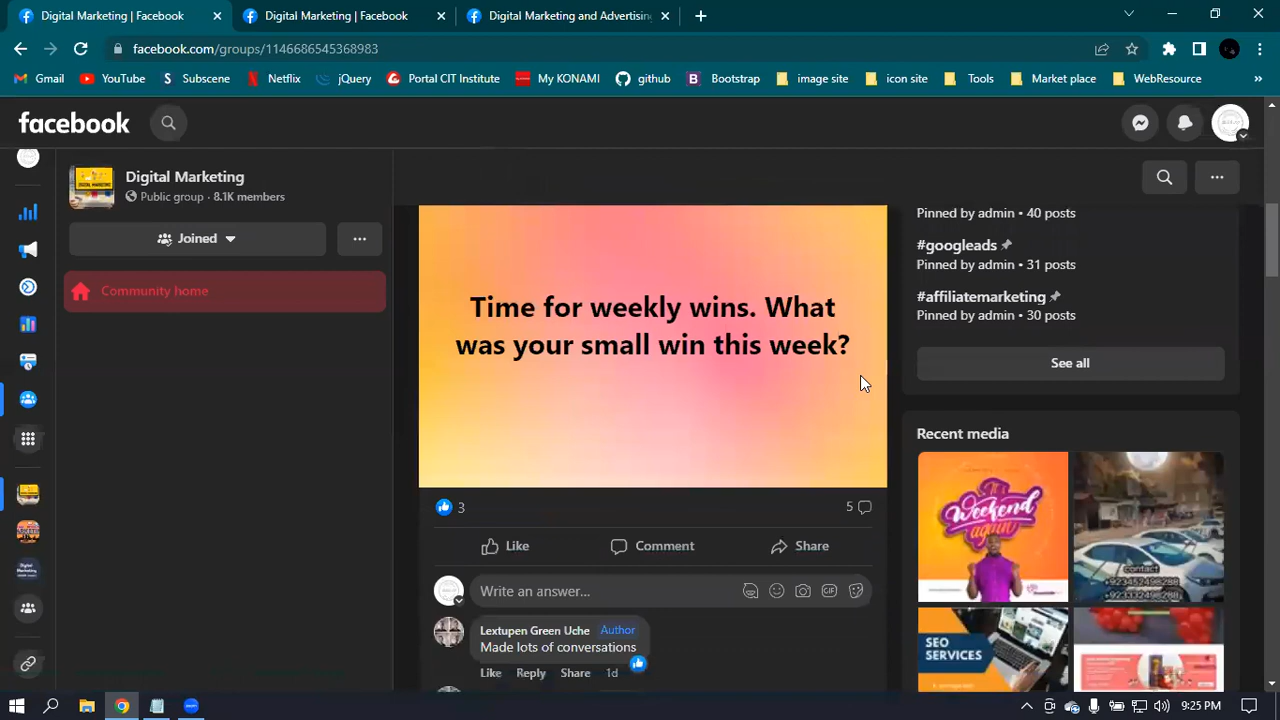 Digital Marketing | Facebook
Digital Marketing | Facebook
Digital Marketing and Advertising
facebook.com/groups/1146686545368983
Gmail
YouTube
Subscene
Netflix
jQuery
Portal CIT Institute
My KONAMI
github
Bootstrap
image site
icon site
Tools
Market place
WebResource
facebook
Digital Marketing
Public group · 8.1K members
Joined
Community home
Time for weekly wins. What
was your small win this week?
3
5
Like
Comment
Share
Write an answer...
GIF
Lextupen Green Uche Author
Made lots of conversations
Like Reply Share 1d
Pinned by admin • 40 posts
#googleads
Pinned by admin • 31 posts
#affiliatemarketing
Pinned by admin • 30 posts
See all
Recent media
Weekend
again
contact
+923452498288
+923332498288
SEO
SERVICES
9:25 PM